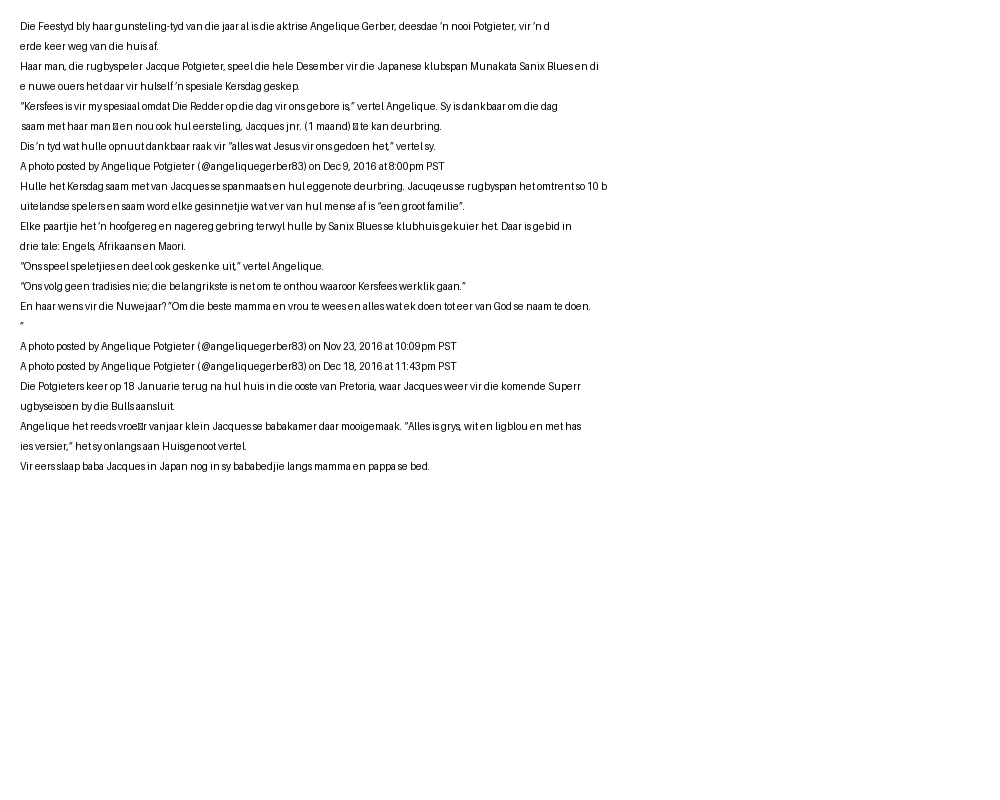 Die Feestyd bly haar gunsteling-tyd van die jaar al is die aktrise Angelique Gerber, deesdae ’n nooi Potgieter, vir ’n d
erde keer weg van die huis af.
Haar man, die rugbyspeler Jacque Potgieter, speel die hele Desember vir die Japanese klubspan Munakata Sanix Blues en di
e nuwe ouers het daar vir hulself ’n spesiale Kersdag geskep.
“Kersfees is vir my spesiaal omdat Die Redder op die dag vir ons gebore is,” vertel Angelique. Sy is dankbaar om die dag
saam met haar man � en nou ook hul eersteling, Jacques jnr. (1 maand) � te kan deurbring.
Dis ’n tyd wat hulle opnuut dankbaar raak vir “alles wat Jesus vir ons gedoen het,” vertel sy.
A photo posted by Angelique Potgieter (@angeliquegerber83) on Dec 9, 2016 at 8:00pm PST
Hulle het Kersdag saam met van Jacques se spanmaats en hul eggenote deurbring. Jacuqeus se rugbyspan het omtrent so 10 b
uitelandse spelers en saam word elke gesinnetjie wat ver van hul mense af is “een groot familie”.
Elke paartjie het ’n hoofgereg en nagereg gebring terwyl hulle by Sanix Blues se klubhuis gekuier het. Daar is gebid in
drie tale: Engels, Afrikaans en Maori.
“Ons speel speletjies en deel ook geskenke uit,” vertel Angelique.
“Ons volg geen tradisies nie; die belangrikste is net om te onthou waaroor Kersfees werklik gaan.”
En haar wens vir die Nuwejaar? “Om die beste mamma en vrou te wees en alles wat ek doen tot eer van God se naam te doen.
”
A photo posted by Angelique Potgieter (@angeliquegerber83) on Nov 23, 2016 at 10:09pm PST
A photo posted by Angelique Potgieter (@angeliquegerber83) on Dec 18, 2016 at 11:43pm PST
Die Potgieters keer op 18 Januarie terug na hul huis in die ooste van Pretoria, waar Jacques weer vir die komende Superr
ugbyseisoen by die Bulls aansluit.
Angelique het reeds vroe�r vanjaar klein Jacques se babakamer daar mooigemaak. “Alles is grys, wit en ligblou en met has
ies versier,” het sy onlangs aan Huisgenoot vertel.
Vir eers slaap baba Jacques in Japan nog in sy bababedjie langs mamma en pappa se bed.